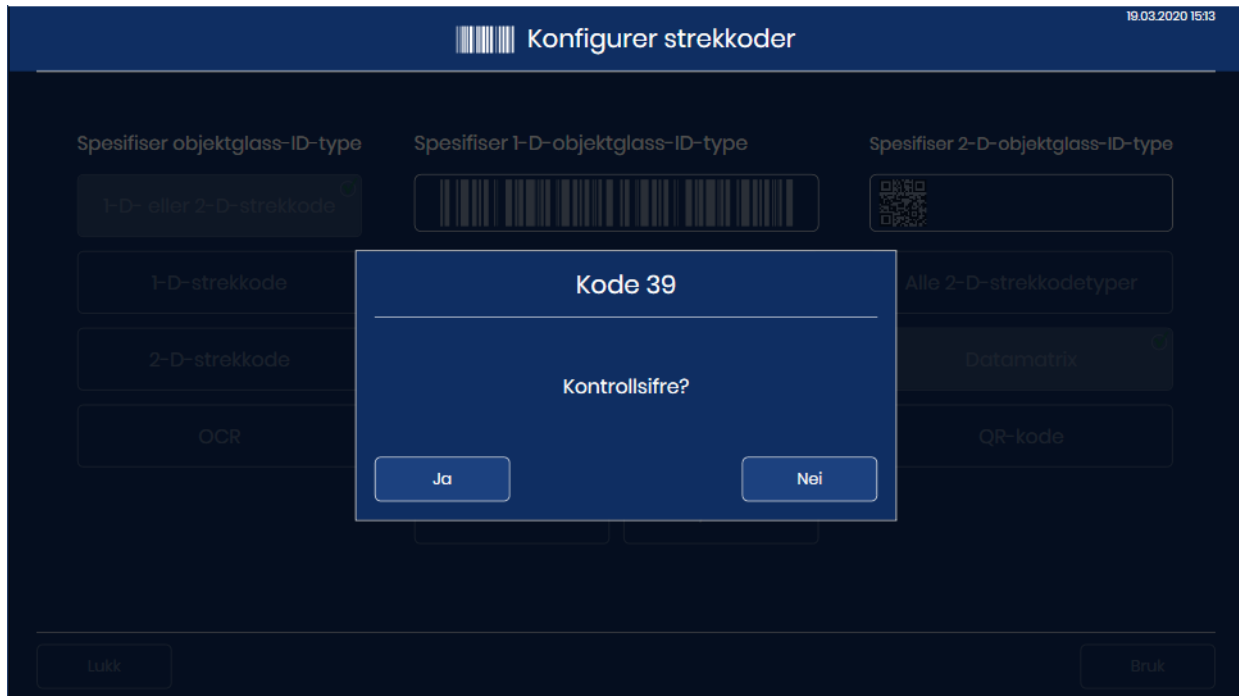 19.03.2020 15:13
Konfigurer strekkoder
Spesifiser objektglass-ID-type
Spesifiser 1-D-objektglass-ID-type
Spesifiser 2-D-objektglass-ID-type
1-D- eller 2-D-strekkode
1-D-strekkode
2-D-strekkode
OCR
Kode 39
Kontrollsifre?
Ja
Nei
Alle 2-D-strekkodetyper
Datamatrix
QR-kode
Lukk
Bruk